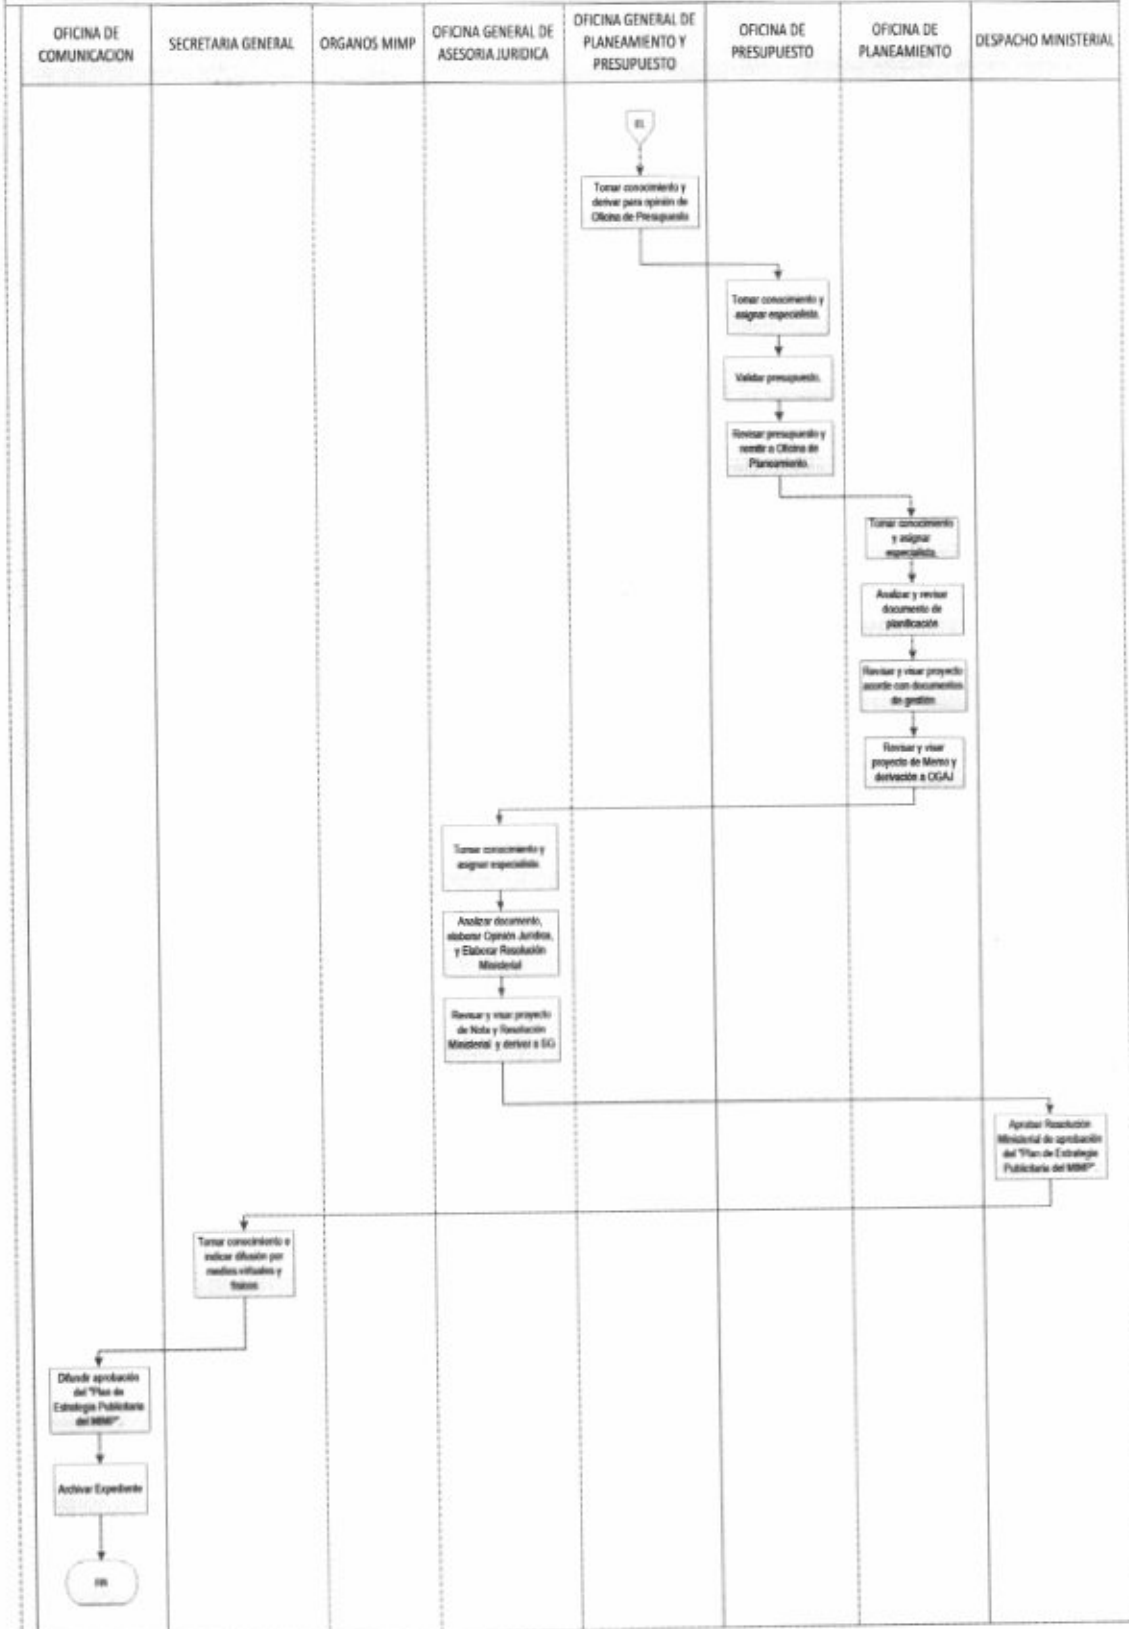 OFICINA DE
COMUNICACION
SECRETARIA GENERAL
ORGANOS MIMP
OFICINA GENERAL DE
ASESORIA JURIDICA
OFICINA GENERAL DE
PLANEAMIENTO Y
PRESUPUESTO
OFICINA DE
PRESUPUESTO
OFICINA DE
PLANEAMIENTO
DESPACHO MINISTERIAL
Tomar conocimiento y
derivar para opinión de
Oficina de Presupuesto
Tomar conocimiento y
asignar especialista.
Validar presupuesto.
Revisar presupuesto y
remitir a Oficina de
Planeamiento.
Tomar conocimiento
y asignar
especialista.
Analizar y revisar
documento de
planificación
Revisar y visar proyecto
acorde con documentos
de gestión
Revisar y visar
proyecto de Memo y
derivación a OGAJ
Tomar conocimiento y
asignar especialista.
Analizar documento,
elaborar Opinión Jurídica,
y Elaborar Resolución
Ministerial
Revisar y visar proyecto
de Nota y Resolución
Ministerial y derivar a SG
Aprobar Resolución
Ministerial de aprobación
del "Plan de Estrategia
Publicitaria del MIMP".
Tomar conocimiento e
indicar difusión por
medios virtuales y
físicos
Difundir aprobación
del "Plan de
Estrategia Publicitaria
del MIMP".
Archivar Expediente
FIN